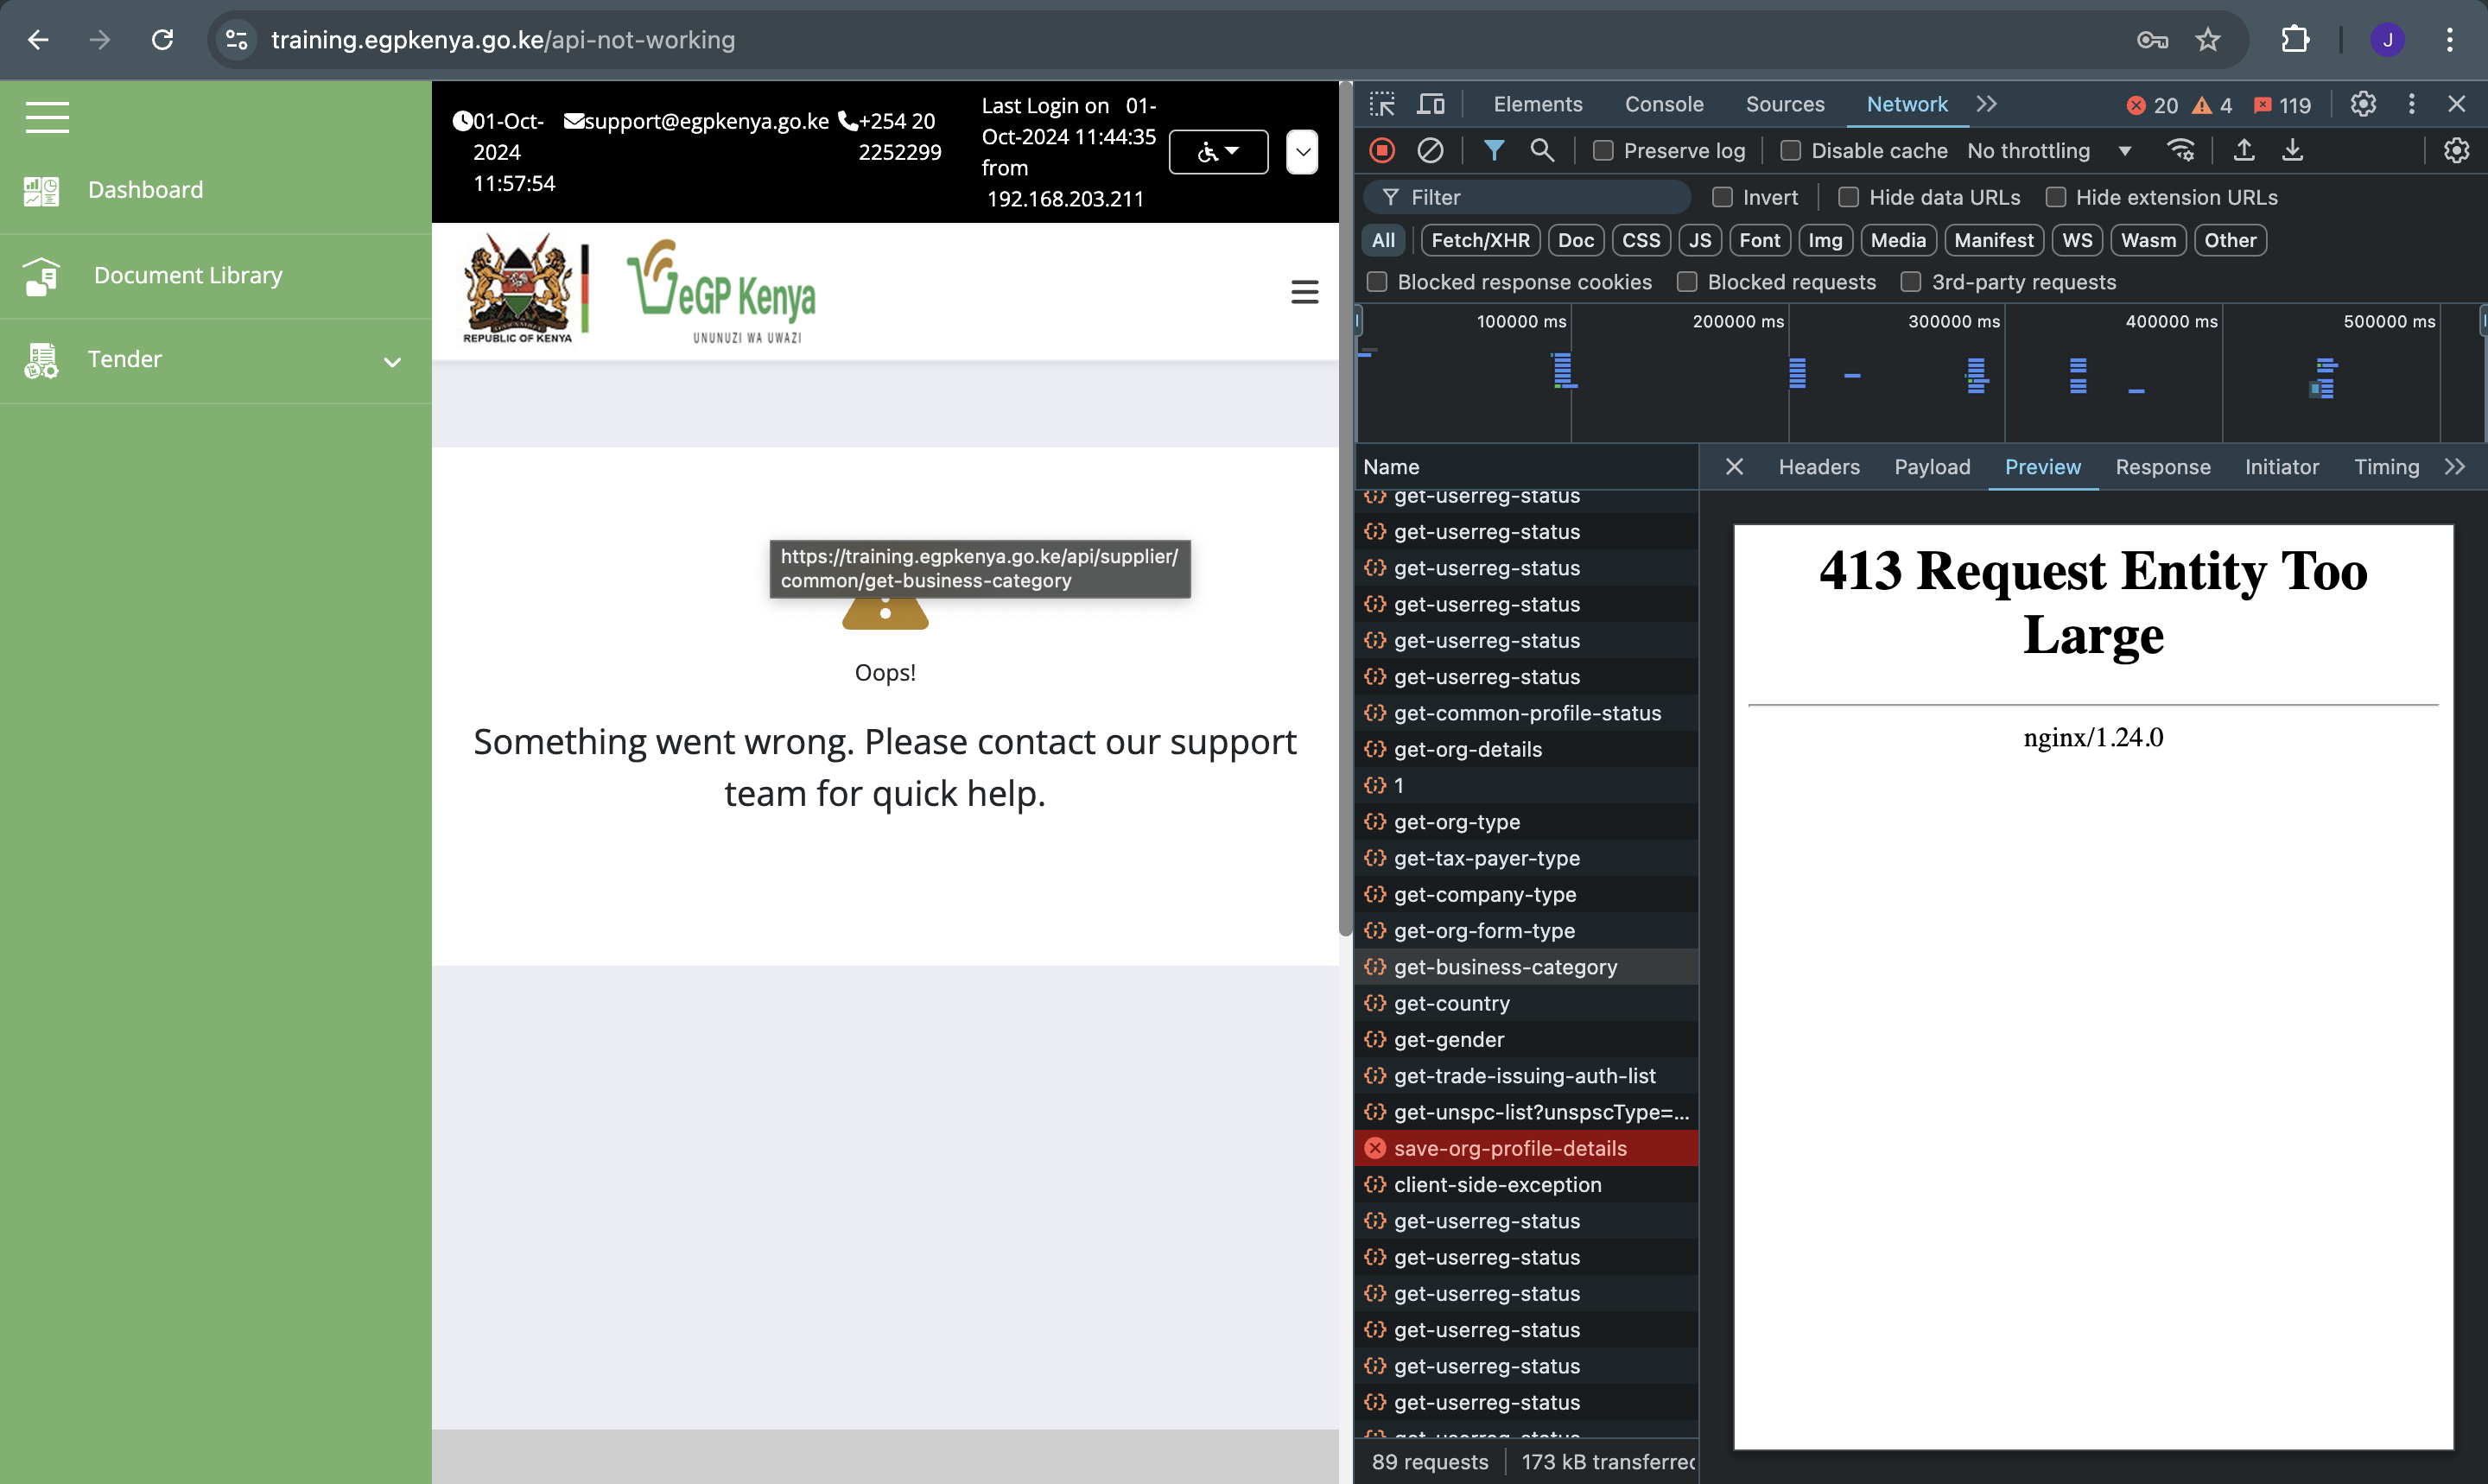 training.egpkenya.go.ke/api-not-working
J
Dashboard
Document Library
Tender
01-Oct-
2024
11:57:54
support@egpkenya.go.ke
+254 20
2252299
Last Login on 01-
Oct-2024 11:44:35
from
192.168.203.211
REPUBLIC OF KENYA
eGP Kenya
UNUNUZI WA UWAZI
https://training.egpkenya.go.ke/api/supplier/
common/get-business-category
Oops!
Something went wrong. Please contact our support
team for quick help.
Elements Console Sources Network 20 4 119
Preserve log Disable cache No throttling
Filter Invert Hide data URLs Hide extension URLs
All Fetch/XHR Doc CSS JS Font Img Media Manifest WS Wasm Other
Blocked response cookies Blocked requests 3rd-party requests
100000 ms 200000 ms 300000 ms 400000 ms 500000 ms
Name
get-userreg-status
get-userreg-status
get-userreg-status
get-userreg-status
get-userreg-status
get-userreg-status
get-common-profile-status
get-org-details
1
get-org-type
get-tax-payer-type
get-company-type
get-org-form-type
get-business-category
get-country
get-gender
get-trade-issuing-auth-list
get-unspc-list?unspscType=...
save-org-profile-details
client-side-exception
get-userreg-status
get-userreg-status
get-userreg-status
get-userreg-status
get-userreg-status
get-userreg-status
get-userreg-status
89 requests 173 kB transferred
Headers Payload Preview Response Initiator Timing
413 Request Entity Too
Large
nginx/1.24.0